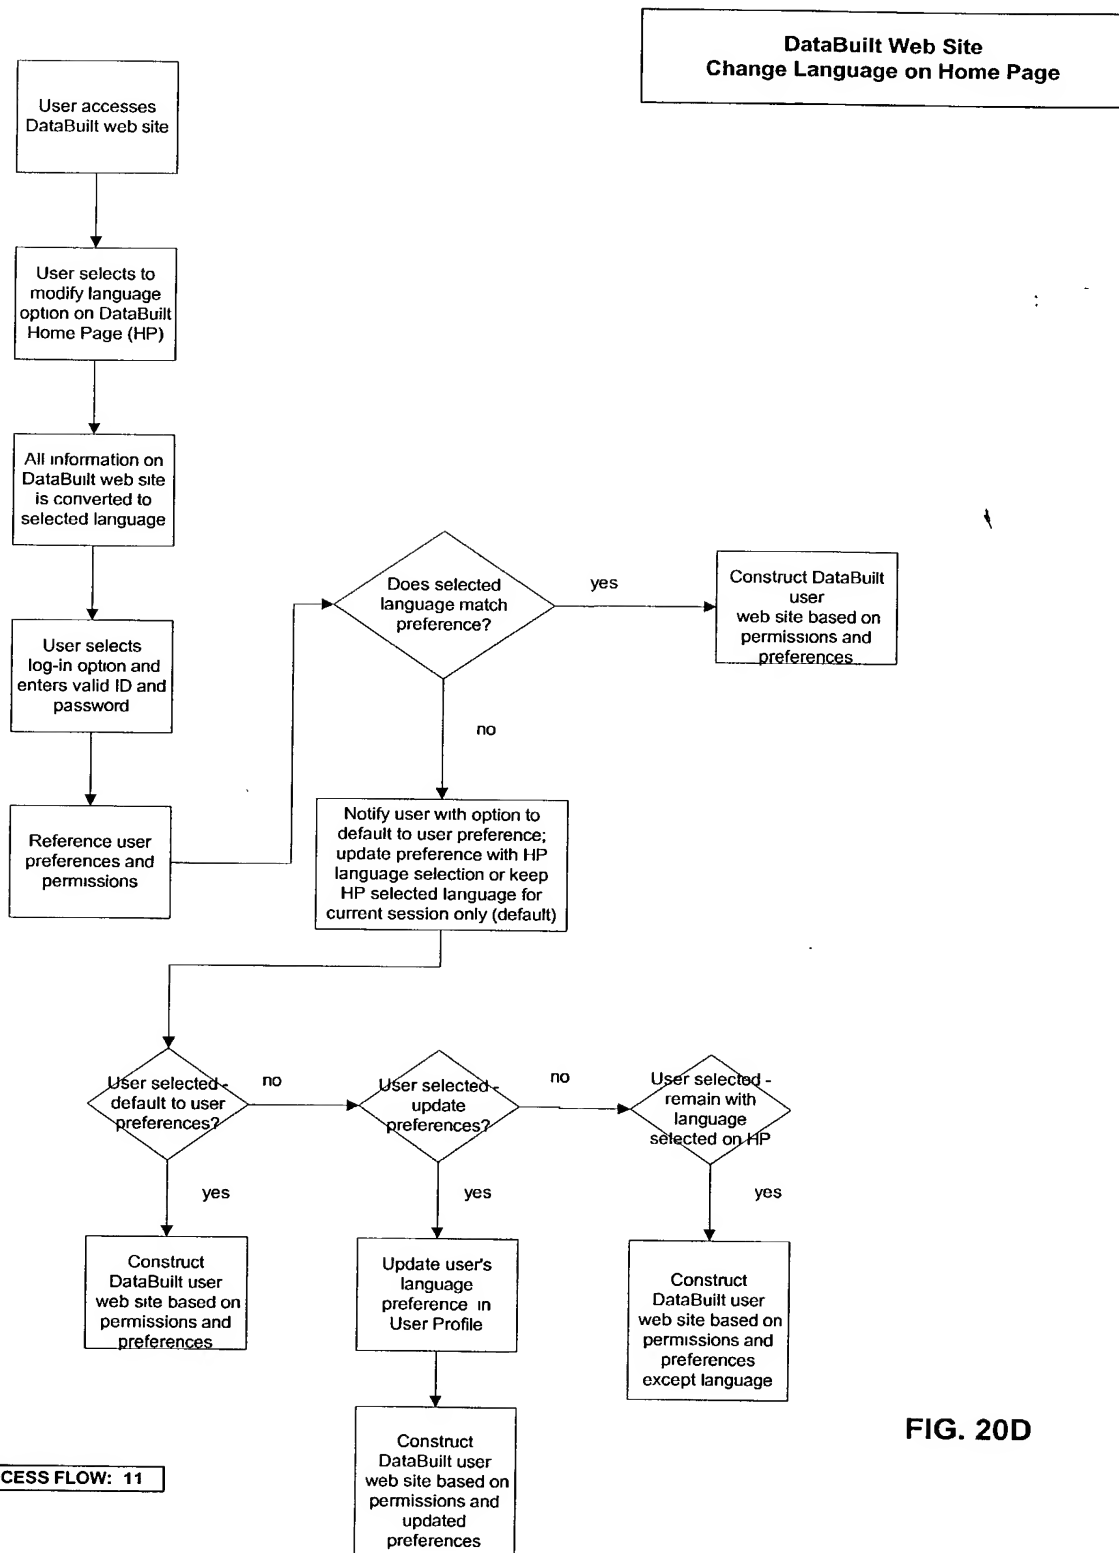 DataBuilt Web Site
Change Language on Home Page
User accesses
DataBuilt web site
User selects to
modify language
option on DataBuilt
Home Page (HP)
All information on
DataBuilt web site
is converted to
selected language
User selects
log-in option and
enters valid ID and
password
Reference user
preferences and
permissions
Does selected
language match
preference?
yes
Construct DataBuilt
user
web site based on
permissions and
preferences
no
Notify user with option to
default to user preference;
update preference with HP
language selection or keep
HP selected language for
current session only (default)
User selected -
default to user
preferences?
no
User selected -
update
preferences?
no
User selected -
remain with
language
selected on HP
yes
yes
yes
Construct
DataBuilt user
web site based on
permissions and
preferences
Update user's
language
preference in
User Profile
Construct
DataBuilt user
web site based on
permissions and
preferences
except language
Construct
DataBuilt user
web site based on
permissions and
updated
preferences
FIG. 20D
CESS FLOW: 11